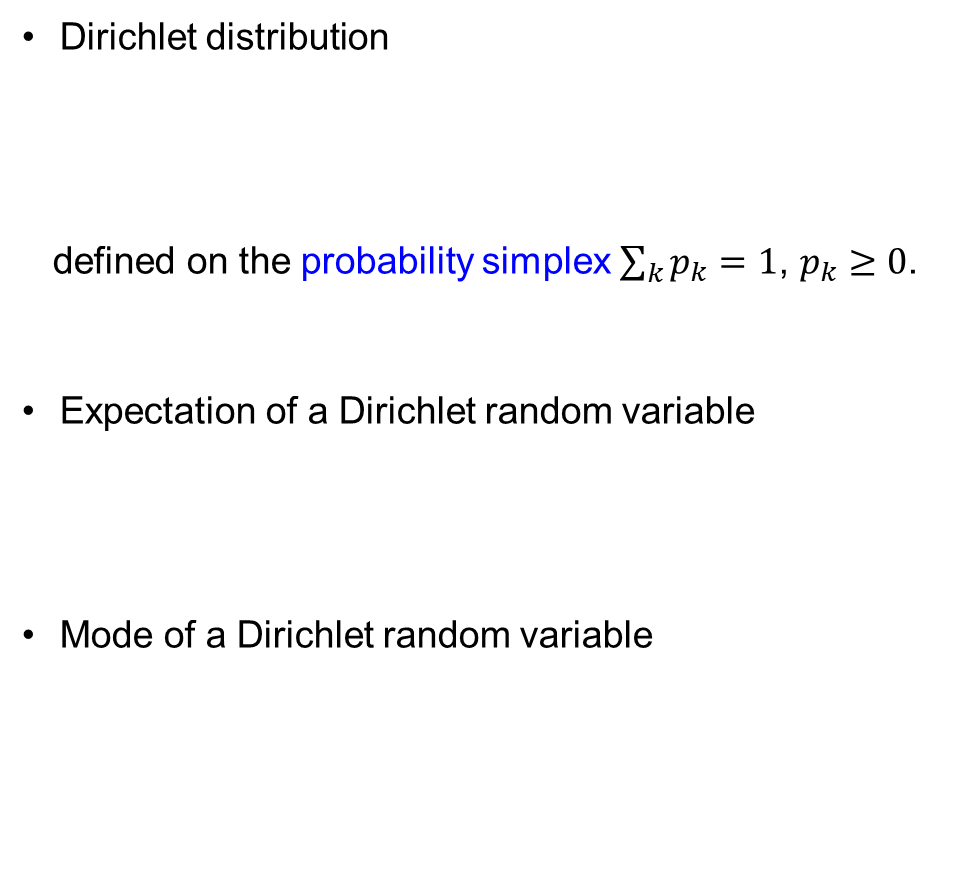 • Dirichlet distribution
defined on the probability simplex ∑ₖ 𝑝ₖ = 1, 𝑝ₖ ≥ 0.
• Expectation of a Dirichlet random variable
• Mode of a Dirichlet random variable